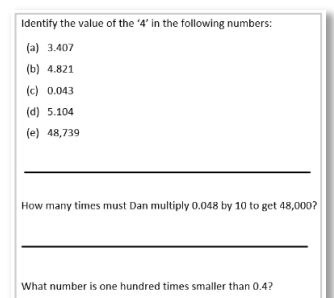 Identify the value of the ‘4’ in the following numbers:
(a) 3.407
(b) 4.821
(c) 0.043
(d) 5.104
(e) 48,739
How many times must Dan multiply 0.048 by 10 to get 48,000?
What number is one hundred times smaller than 0.4?